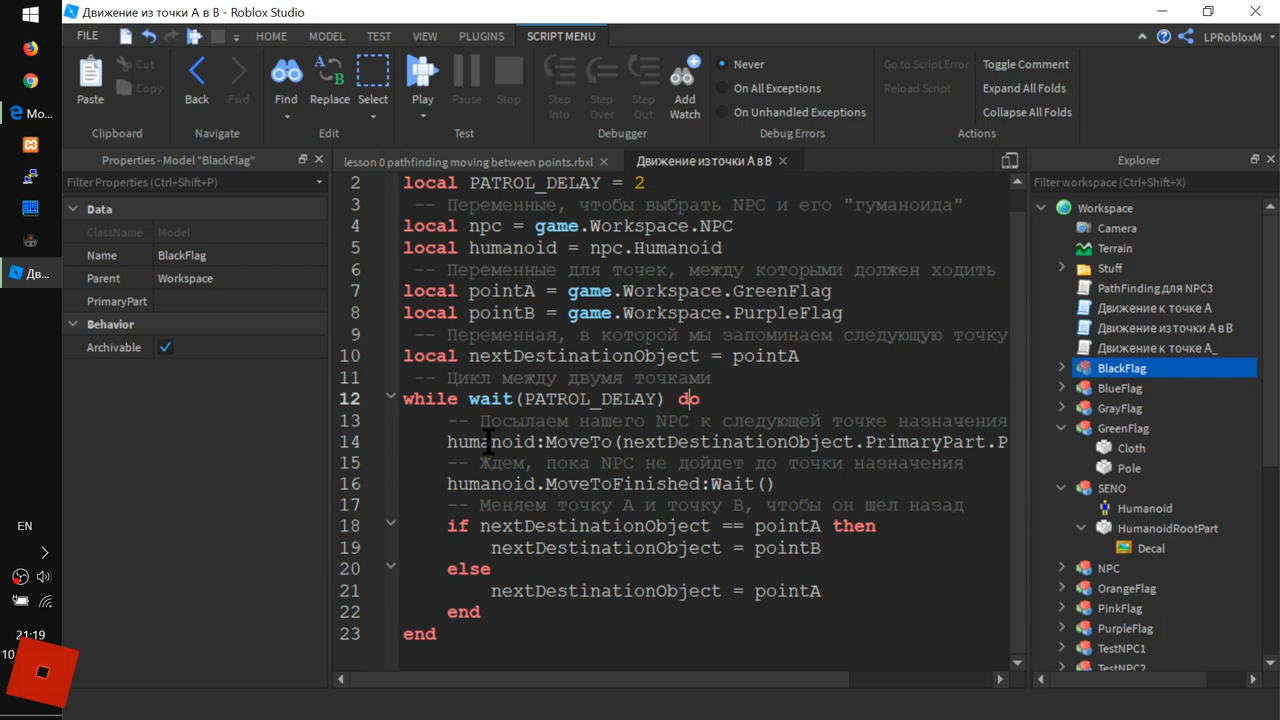 Движение из точки A в B - Roblox Studio
FILE HOME MODEL TEST VIEW PLUGINS SCRIPT MENU LPRobloxM
Paste Cut Copy Back Fwd Find Replace Select Play Pause Stop Step Into Step Over Step Out Add Watch
Never
On All Exceptions
On Unhandled Exceptions
Go to Script Error
Reload Script
Toggle Comment
Expand All Folds
Collapse All Folds
Clipboard Navigate Edit Test Debugger Debug Errors Actions
Properties - Model "BlackFlag"
Filter Properties (Ctrl+Shift+P)
Data
ClassName Model
Name BlackFlag
Parent Workspace
PrimaryPart
Behavior
Archivable
lesson 0 pathfinding moving between points.rbxl
Движение из точки A в B
2 local PATROL_DELAY = 2
3 -- Переменные, чтобы выбрать NPC и его "гуманоида"
4 local npc = game.Workspace.NPC
5 local humanoid = npc.Humanoid
6 -- Переменные для точек, между которыми должен ходить
7 local pointA = game.Workspace.GreenFlag
8 local pointB = game.Workspace.PurpleFlag
9 -- Переменная, в которой мы запоминаем следующую точку
10 local nextDestinationObject = pointA
11 -- Цикл между двумя точками
12 while wait(PATROL_DELAY) do
13 -- Посылаем нашего NPC к следующей точке назначения
14 humanoid:MoveTo(nextDestinationObject.PrimaryPart.P
15 -- Ждем, пока NPC не дойдет до точки назначения
16 humanoid.MoveToFinished:Wait()
17 -- Меняем точку A и точку B, чтобы он шел назад
18 if nextDestinationObject == pointA then
19 nextDestinationObject = pointB
20 else
21 nextDestinationObject = pointA
22 end
23 end
Explorer
Filter workspace (Ctrl+Shift+X)
Workspace
Camera
Terrain
Stuff
PathFinding для NPC3
Движение к точке A
Движение из точки A в B
Движение к точке A_
BlackFlag
BlueFlag
GrayFlag
GreenFlag
Cloth
Pole
SENO
Humanoid
HumanoidRootPart
Decal
NPC
OrangeFlag
PinkFlag
PurpleFlag
TestNPC1
TestNPC2
Mo...
Дв...
EN
21:19
10